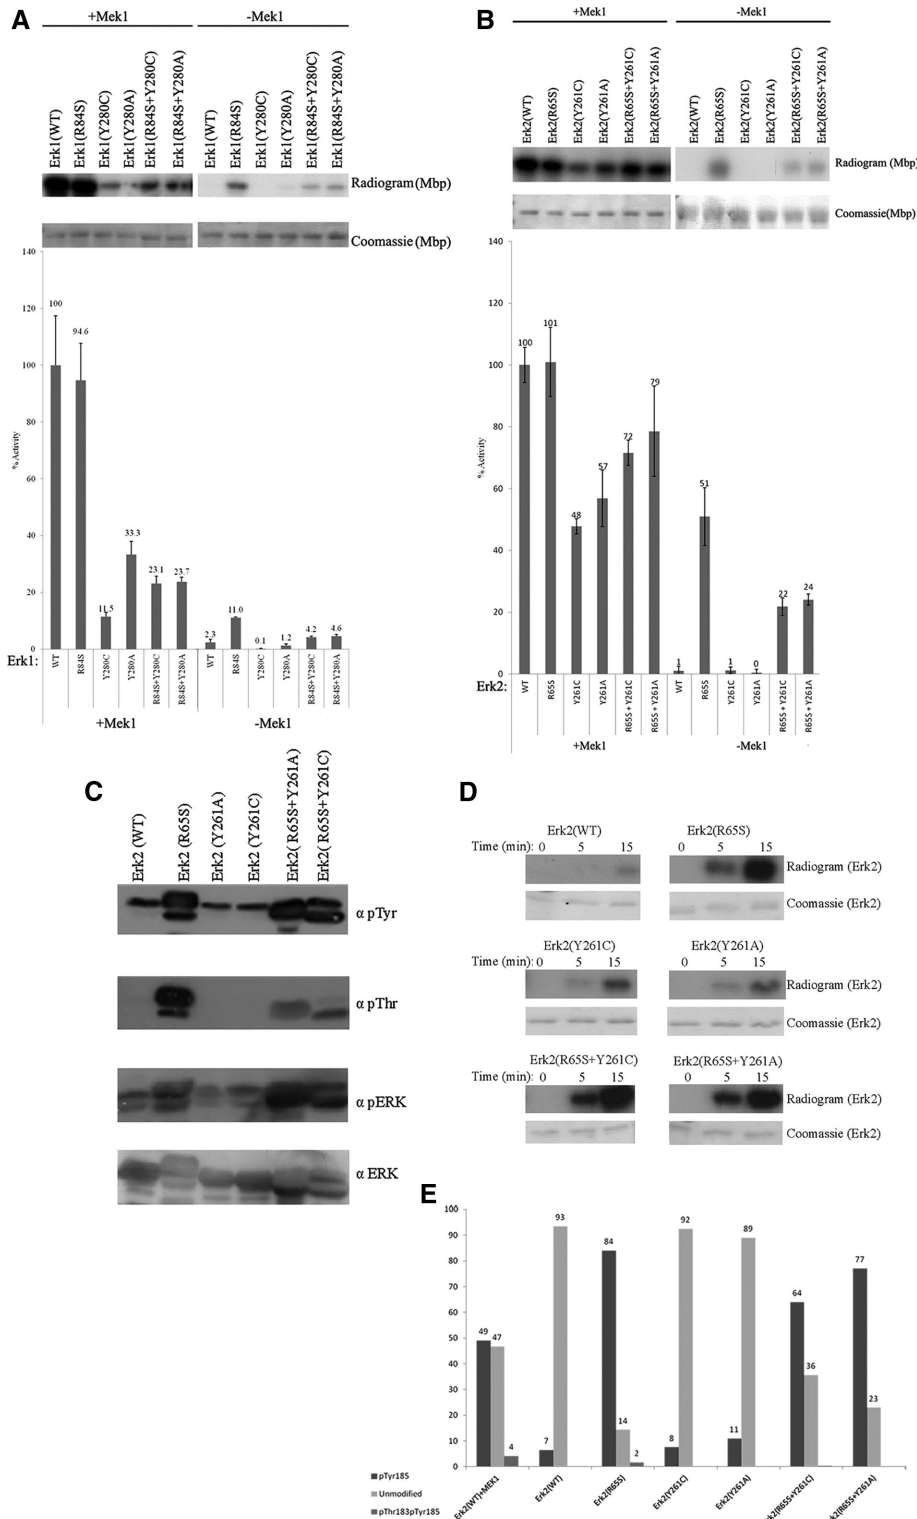 A
+Mek1
-Mek1
Erk1(WT)
Erk1(R84S)
Erk1(Y280C)
Erk1(Y280A)
Erk1(R84S+Y280C)
Erk1(R84S+Y280A)
Erk1(WT)
Erk1(R84S)
Erk1(Y280C)
Erk1(Y280A)
Erk1(R84S+Y280C)
Erk1(R84S+Y280A)
Radiogram(Mbp)
Coomassie(Mbp)
% Activity
140
120
100
80
60
40
20
0
100
94.6
11.5
33.3
23.1
23.7
2.3
11.0
0.1
1.2
4.2
4.6
Erk1:
WT
R84S
Y280C
Y280A
R84S+Y280C
R84S+Y280A
WT
R84S
Y280C
Y280A
R84S+Y280C
R84S+Y280A
+Mek1
-Mek1
B
+Mek1
-Mek1
Erk2(WT)
Erk2(R65S)
Erk2(Y261C)
Erk2(Y261A)
Erk2(R65S+Y261C)
Erk2(R65S+Y261A)
Erk2(WT)
Erk2(R65S)
Erk2(Y261C)
Erk2(Y261A)
Erk2(R65S+Y261C)
Erk2(R65S+Y261A)
Radiogram (Mbp)
Coomassie(Mbp)
% Activity
140
120
100
80
60
40
20
0
100
101
48
57
72
79
1
51
1
0
22
24
Erk2:
WT
R65S
Y261C
Y261A
R65S+Y261C
R65S+Y261A
WT
R65S
Y261C
Y261A
R65S+Y261C
R65S+Y261A
+Mek1
-Mek1
C
Erk2 (WT)
Erk2 (R65S)
Erk2 (Y261A)
Erk2 (Y261C)
Erk2( R65S+Y261A)
Erk2( R65S+Y261C)
α pTyr
α pThr
α pERK
α ERK
D
Erk2(WT)
Erk2(R65S)
Time (min): 0 5 15 0 5 15
Radiogram (Erk2)
Coomassie (Erk2)
Erk2(Y261C)
Erk2(Y261A)
Time (min): 0 5 15 0 5 15
Radiogram (Erk2)
Coomassie (Erk2)
Erk2(R65S+Y261C)
Erk2(R65S+Y261A)
Time (min): 0 5 15 0 5 15
Radiogram (Erk2)
Coomassie (Erk2)
E
100
90
80
70
60
50
40
30
20
10
0
49
47
4
7
93
84
14
2
8
92
11
89
64
36
77
23
Erk2(WT)+MEK1
Erk2(WT)
Erk2(R65S)
Erk2(Y261C)
Erk2(Y261A)
Erk2(R65S+Y261C)
Erk2(R65S+Y261A)
pTyr185
Unmodified
pThr183pTyr185